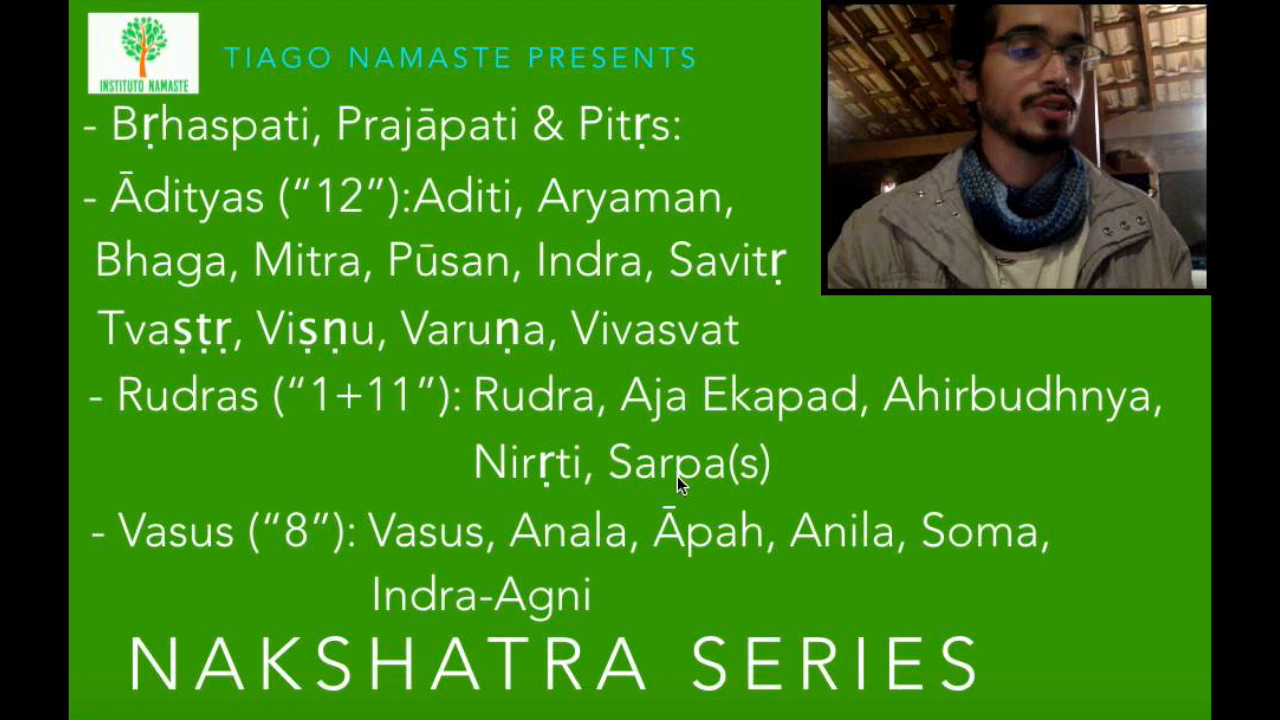 INSTITUTO NAMASTE
TIAGO NAMASTE PRESENTS
- Bṛhaspati, Prajāpati & Pitṛs:
- Ādityas (“12”):Aditi, Aryaman,
Bhaga, Mitra, Pūsan, Indra, Savitṛ
Tvaṣṭṛ, Viṣṇu, Varuṇa, Vivasvat
- Rudras (“1+11”): Rudra, Aja Ekapad, Ahirbudhnya,
Nirṛti, Sarpa(s)
- Vasus (“8”): Vasus, Anala, Āpah, Anila, Soma,
Indra-Agni
NAKSHATRA SERIES